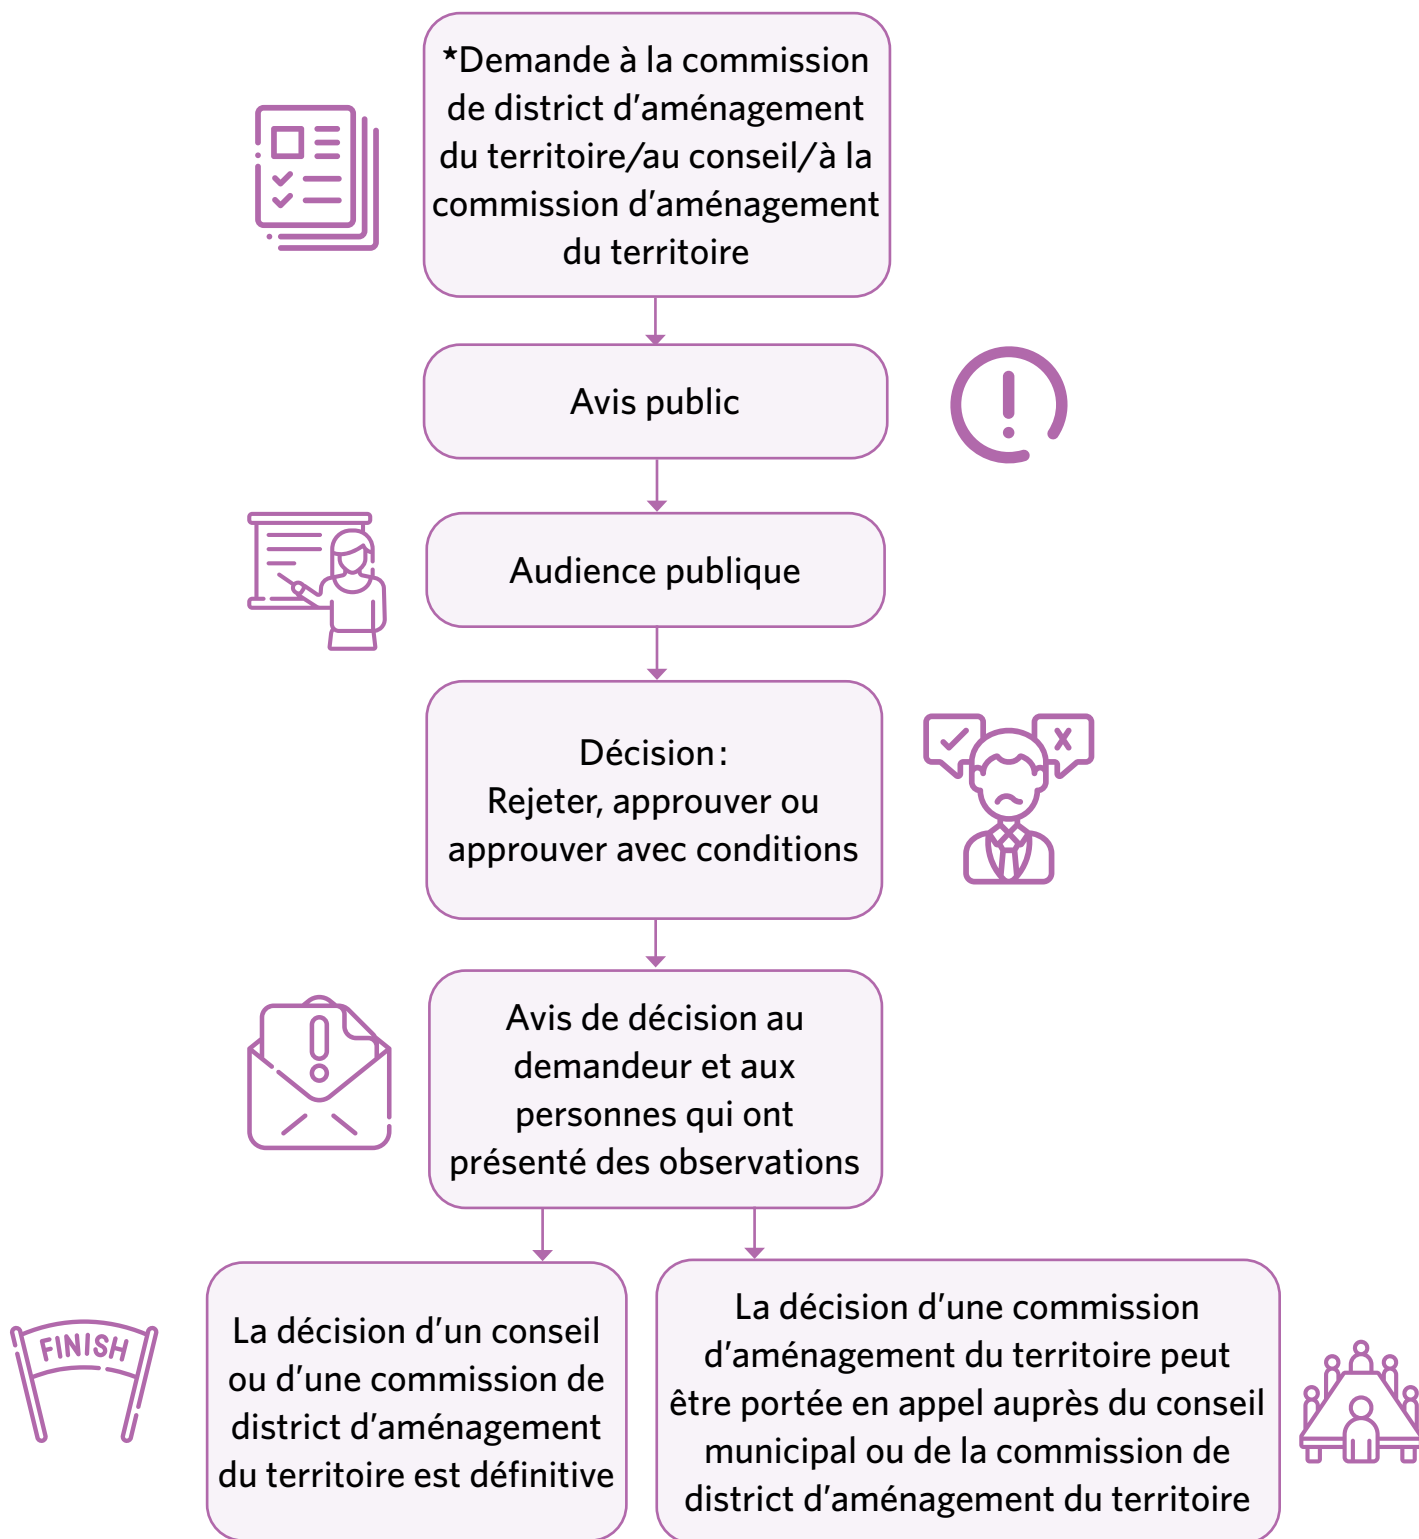 *Demande à la commission
de district d’aménagement
du territoire/au conseil/à la
commission d’aménagement
du territoire
Avis public
Audience publique
Décision :
Rejeter, approuver ou
approuver avec conditions
Avis de décision au
demandeur et aux
personnes qui ont
présenté des observations
FINISH
La décision d’un conseil
ou d’une commission de
district d’aménagement
du territoire est définitive
La décision d’une commission
d’aménagement du territoire peut
être portée en appel auprès du conseil
municipal ou de la commission de
district d’aménagement du territoire